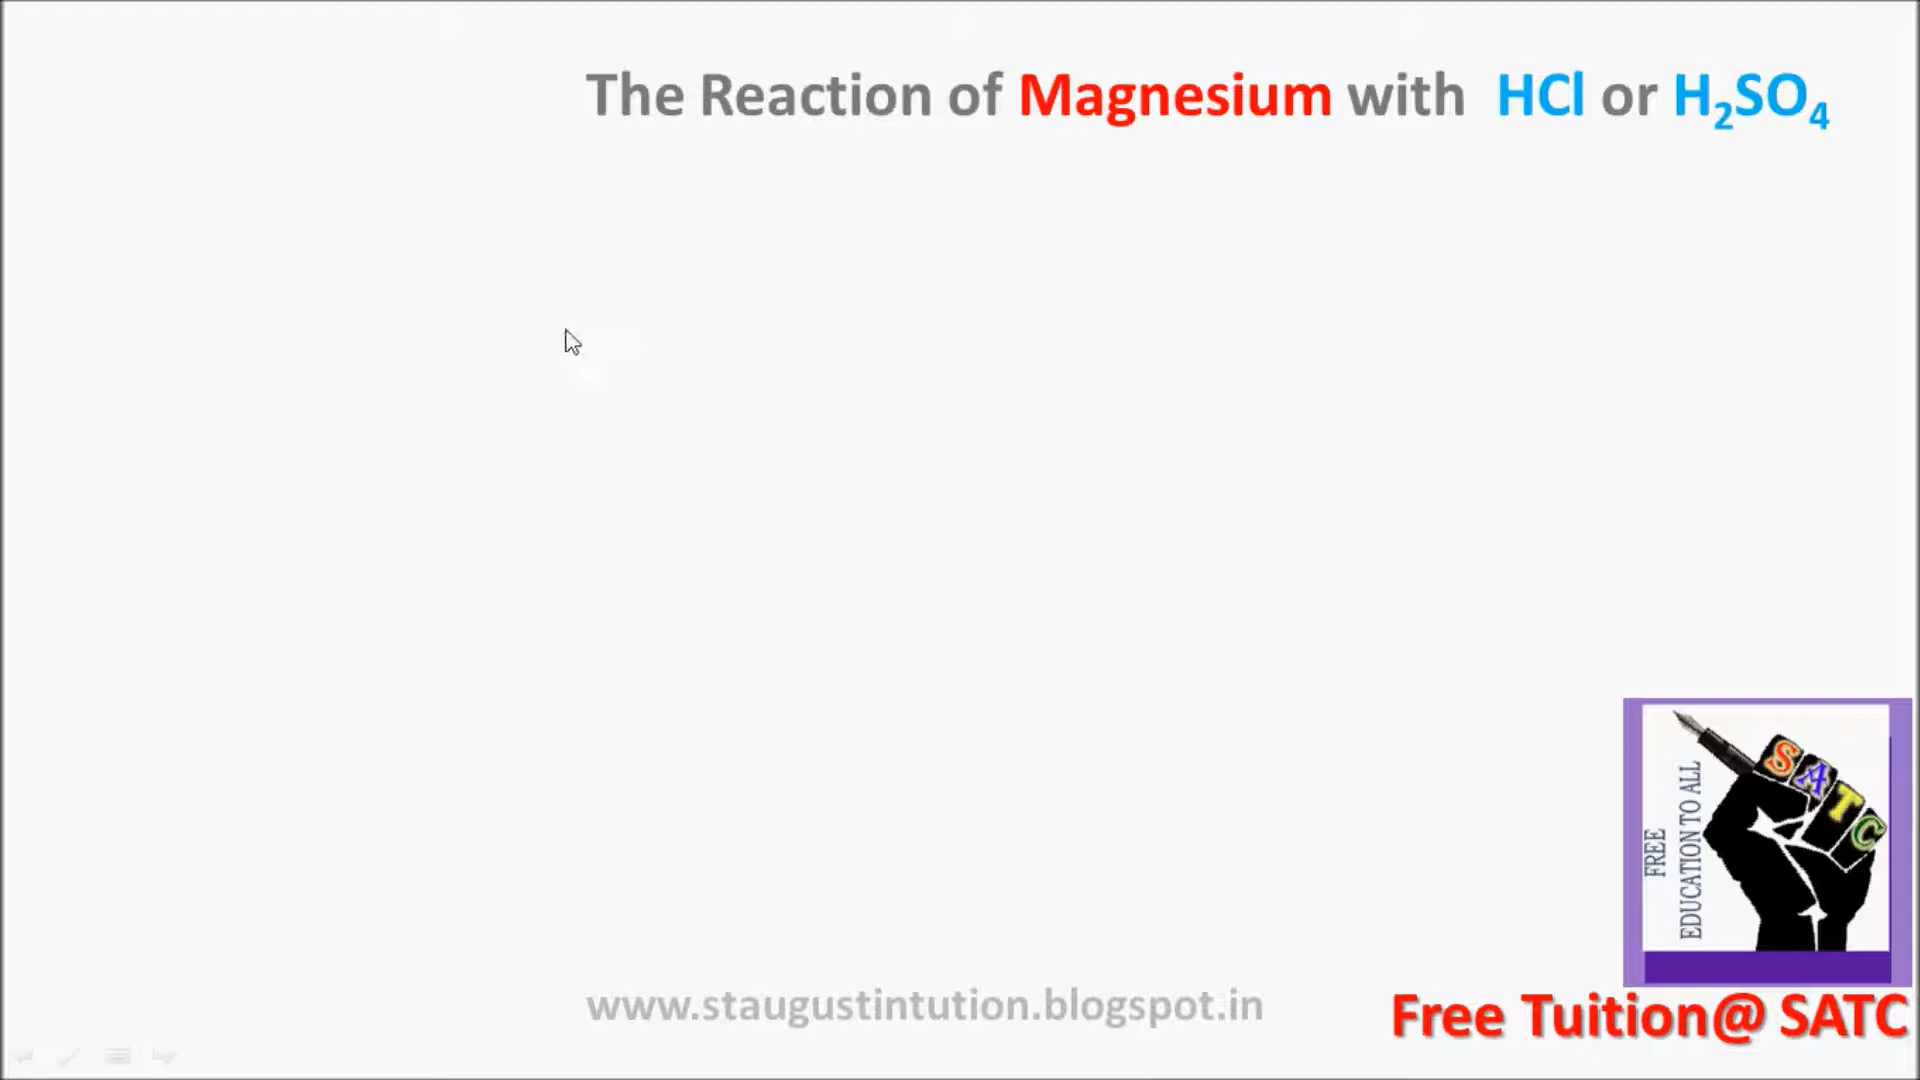 The Reaction of Magnesium with HCl or H₂SO₄
SATC
FREE
EDUCATION TO ALL
www.staugustintution.blogspot.in
Free Tuition@ SATC